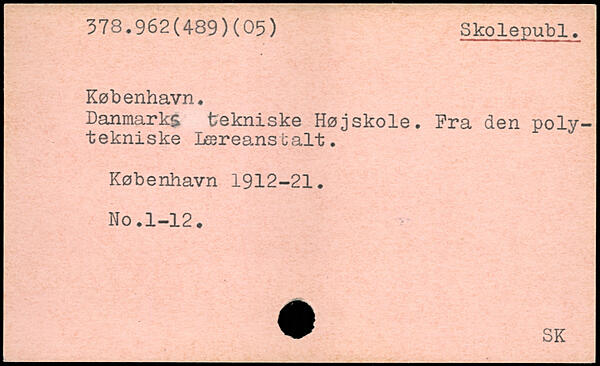 378.962(489)(05)
Skolepubl.
København.
Danmarks tekniske Højskole. Fra den poly-
tekniske Læreanstalt.
København 1912-21.
No.1-12.
SK